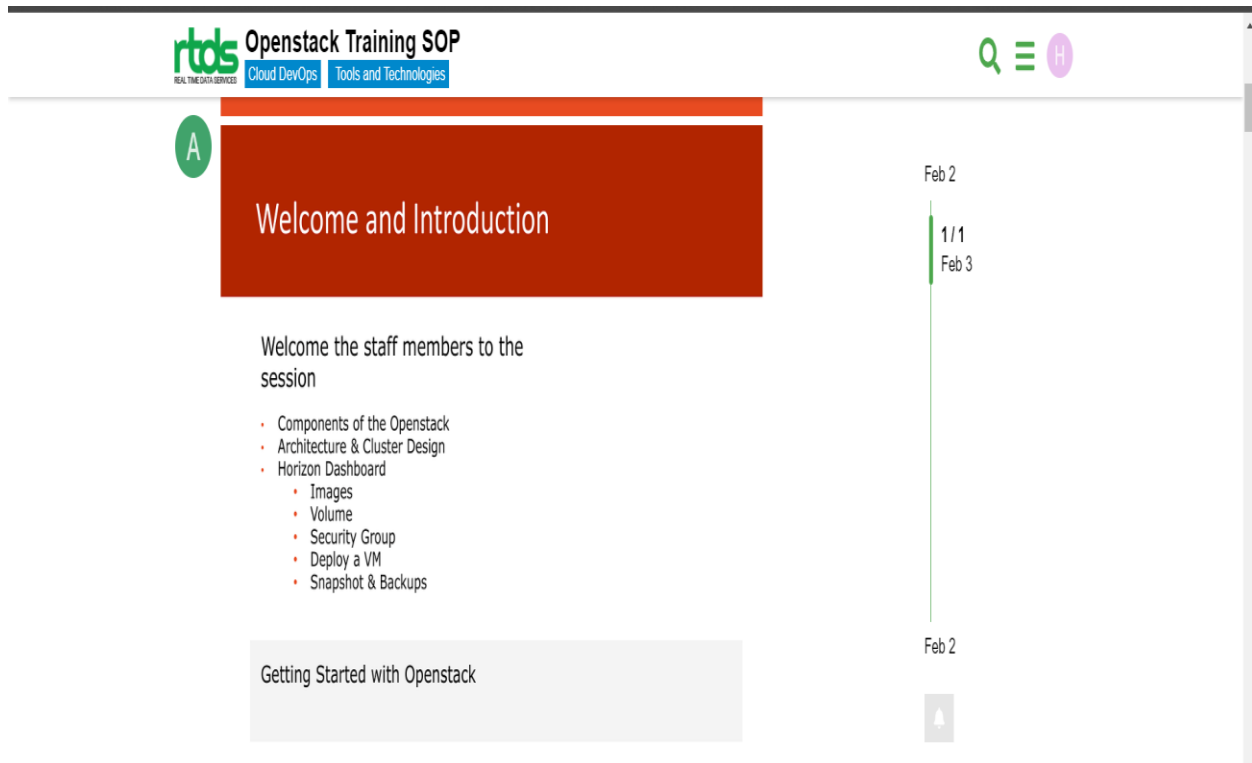 rtds
REAL TIME DATA SERVICES
Openstack Training SOP
Cloud DevOps Tools and Technologies
H
A
Welcome and Introduction
Welcome the staff members to the
session
· Components of the Openstack
· Architecture & Cluster Design
· Horizon Dashboard
• Images
• Volume
• Security Group
• Deploy a VM
• Snapshot & Backups
Getting Started with Openstack
Feb 2
1 / 1
Feb 3
Feb 2